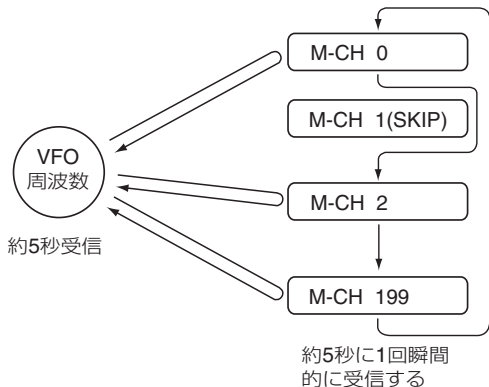 M-CH 0
M-CH 1(SKIP)
VFO
周波数
M-CH 2
約5秒受信
M-CH 199
約5秒に1回瞬間
的に受信する